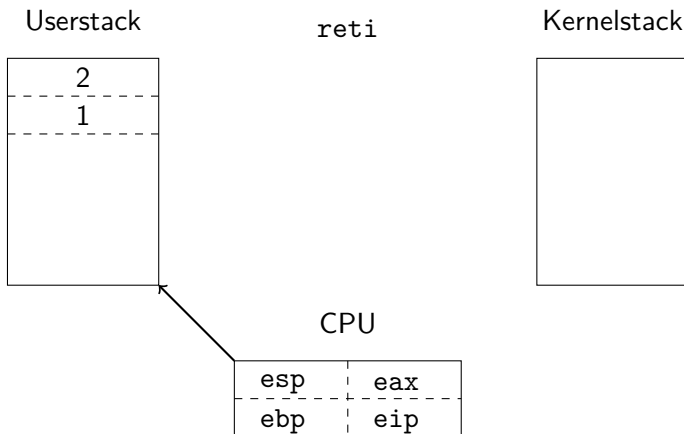 Userstack
reti
Kernelstack
2
1
CPU
esp eax
ebp eip